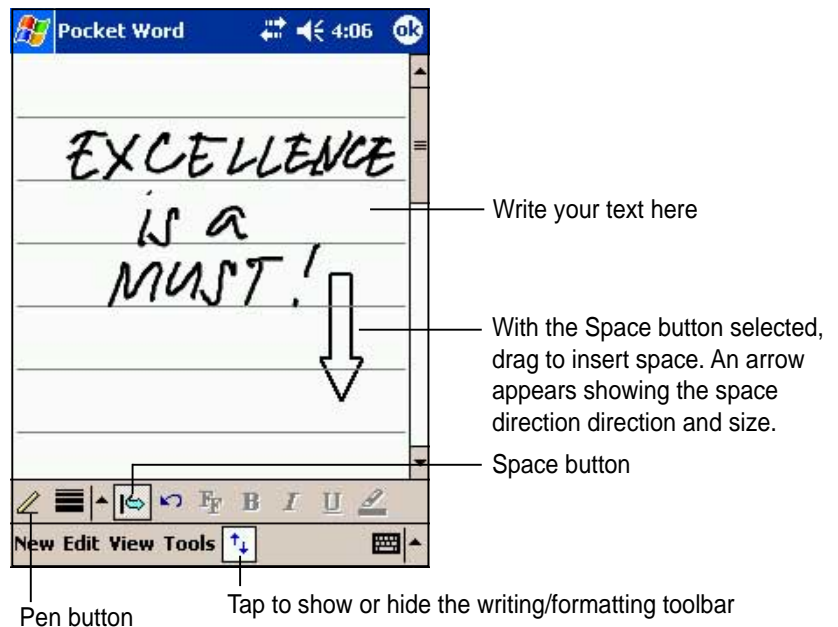 Pocket Word 4:06 ok
EXCELLENCE
is a
MUST!
Write your text here
With the Space button selected,
drag to insert space. An arrow
appears showing the space
direction direction and size.
Space button
FF B I U
New Edit View Tools
Pen button
Tap to show or hide the writing/formatting toolbar